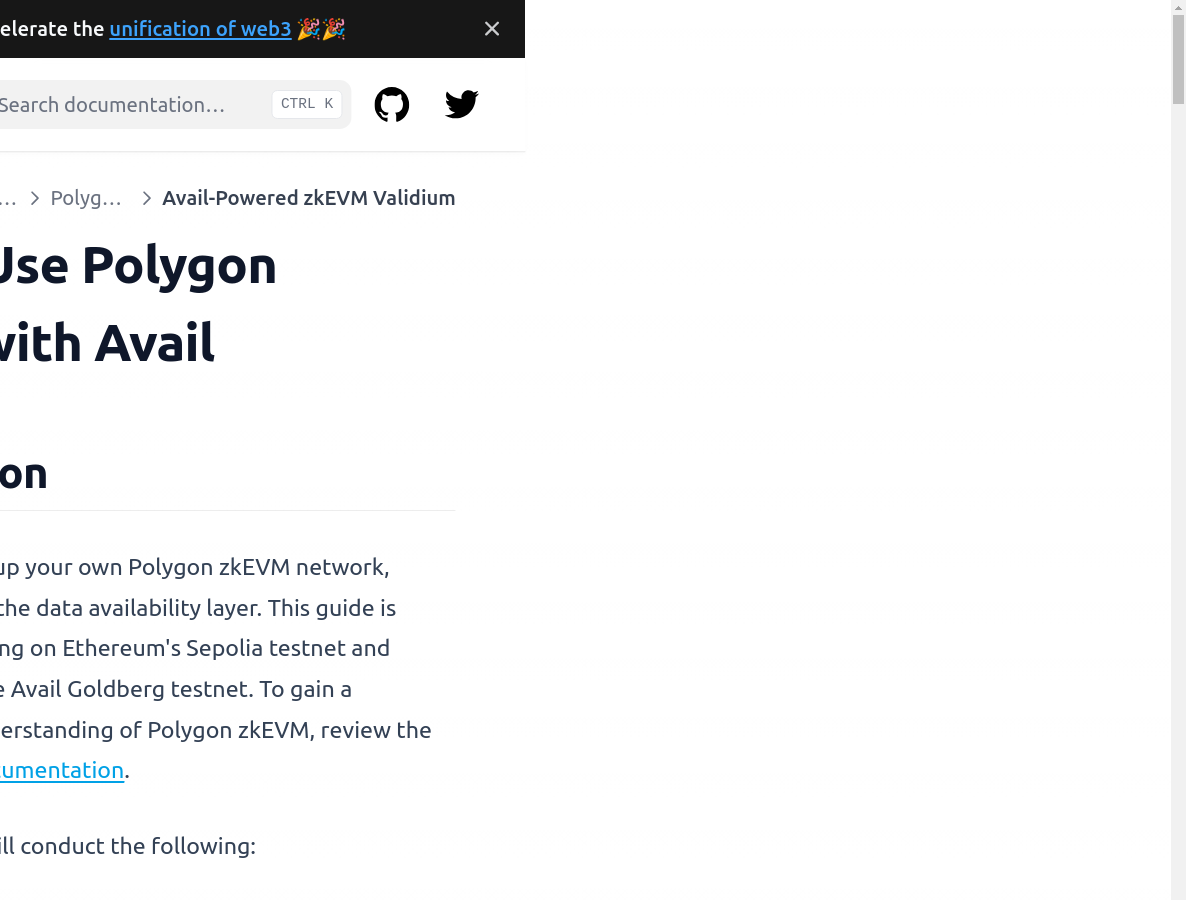 elerate the unification of web3 🎉🎉
Search documentation…
CTRL K
… Polyg… Avail-Powered zkEVM Validium
Use Polygon
with Avail
on
up your own Polygon zkEVM network,
the data availability layer. This guide is
ng on Ethereum's Sepolia testnet and
e Avail Goldberg testnet. To gain a
erstanding of Polygon zkEVM, review the
cumentation.
ill conduct the following: